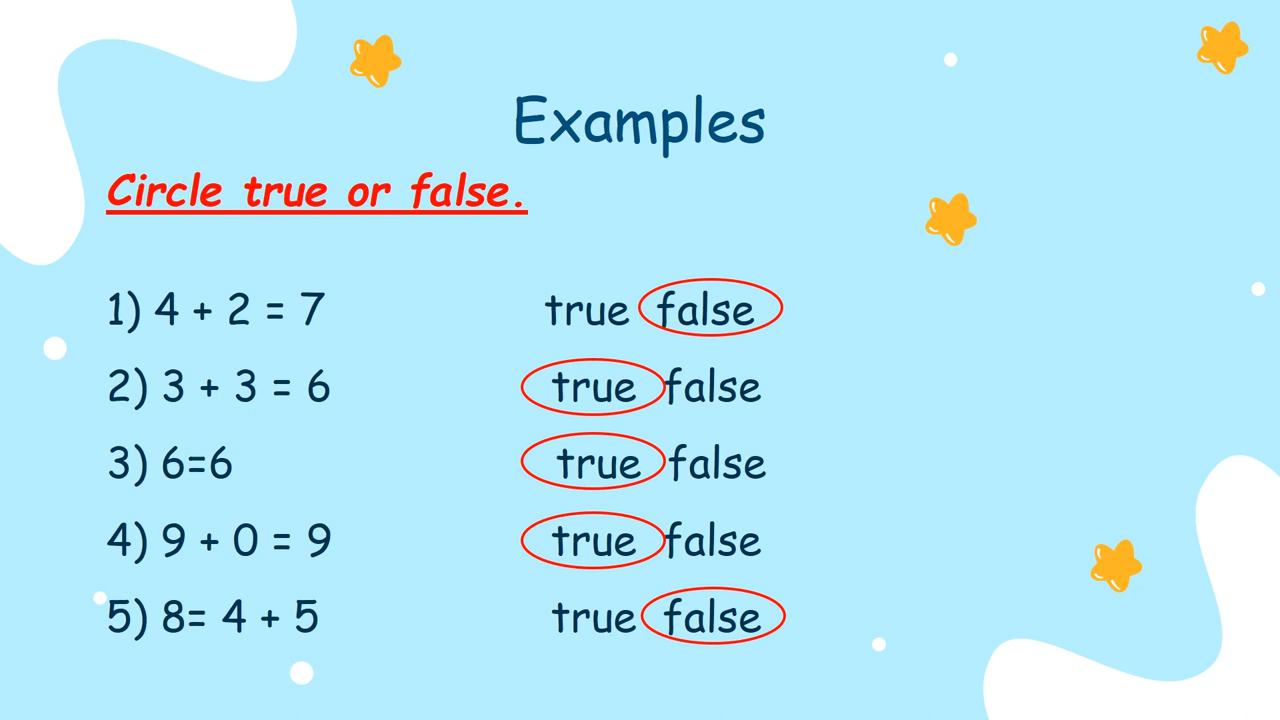 Examples
Circle true or false.
1) 4 + 2 = 7 true false
2) 3 + 3 = 6 true false
3) 6=6 true false
4) 9 + 0 = 9 true false
5) 8= 4 + 5 true false